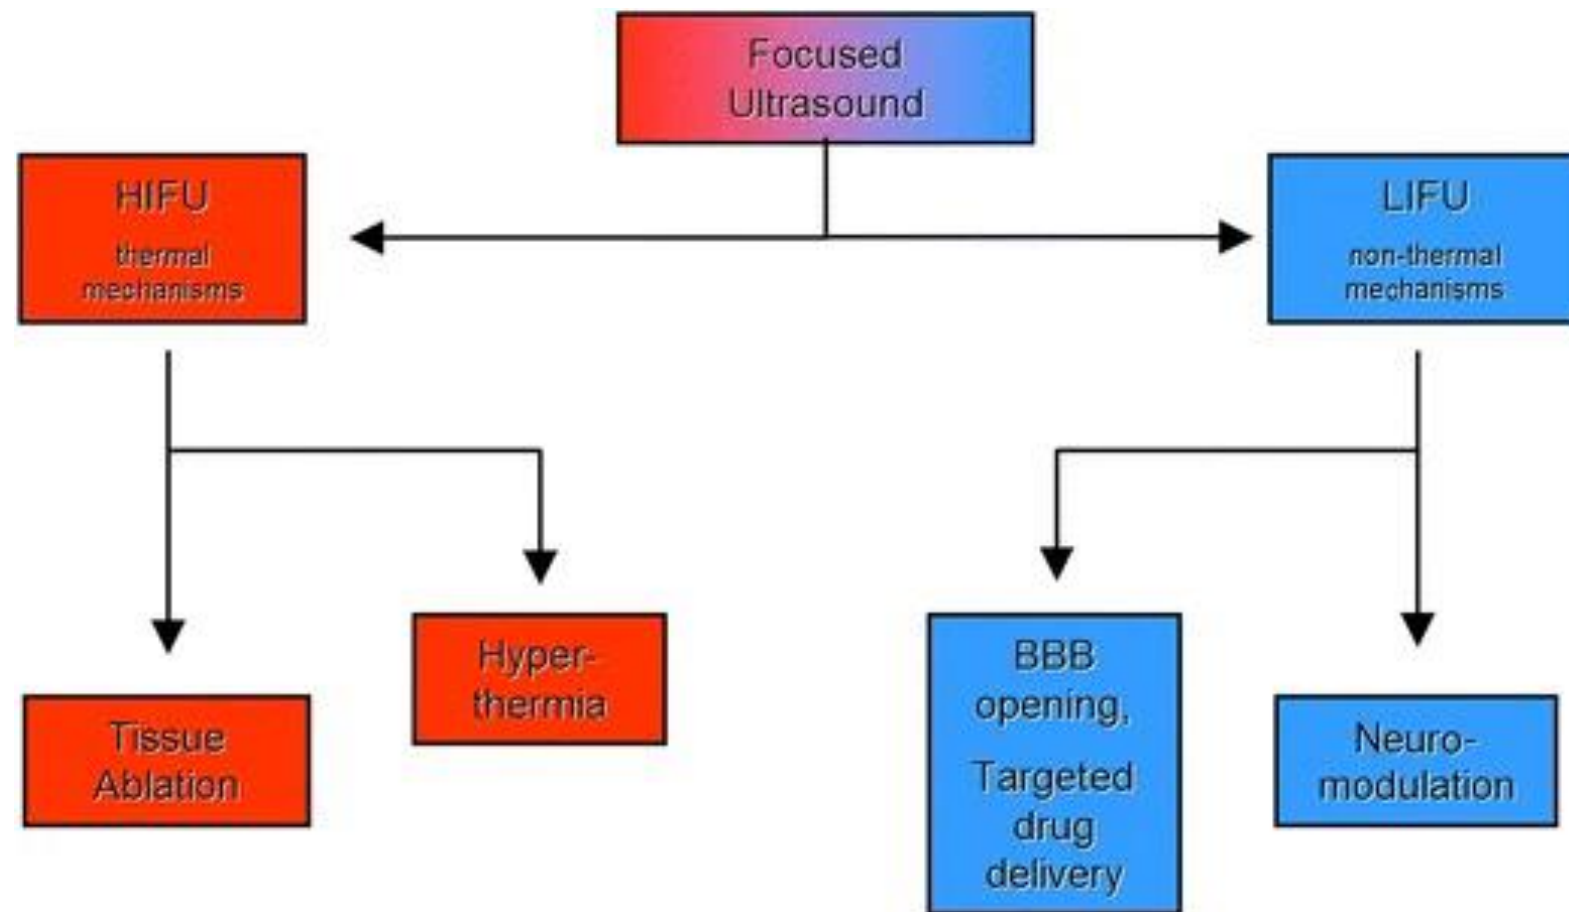 Focused
Ultrasound
HIFU
thermal
mechanisms
LIFU
non-thermal
mechanisms
Tissue
Ablation
Hyper-
thermia
BBB
opening,
Targeted
drug
delivery
Neuro-
modulation